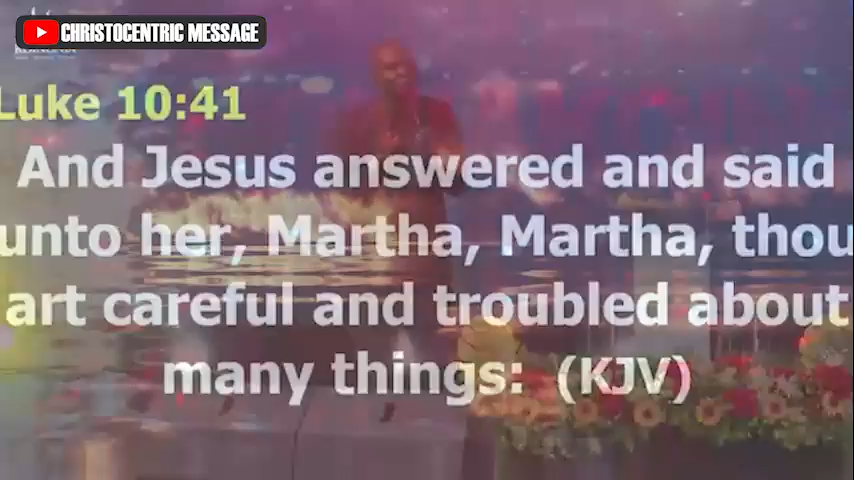 CHRISTOCENTRIC MESSAGE
KOINONIA
Luke 10:41
And Jesus answered and said
unto her, Martha, Martha, thou
art careful and troubled about
many things: (KJV)